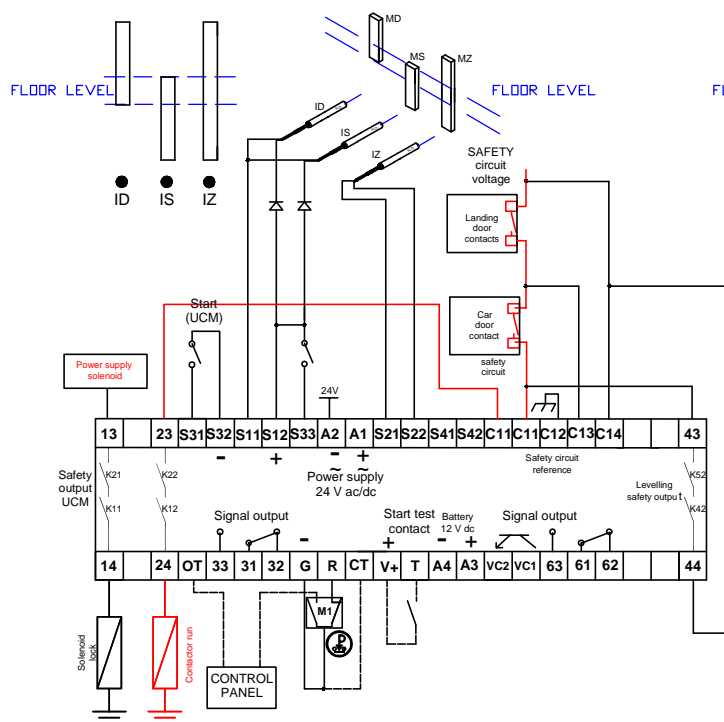 MD
MS
MZ
FLOOR LEVEL
FLOOR LEVEL
FL
ID
IS
IZ
SAFETY
circuit
voltage
ID
IS
IZ
Landing
door
contacts
Start
(UCM)
Car
door
contact
safety
circuit
Power supply
solenoid
24V
13 23 S31 S32 S11 S12 S33 A2 A1 S21 S22 S41 S42 C11 C11 C12 C13 C14 43
- + - + ~ ~
Power supply
24 V ac/dc
Safety circuit
reference
Safety
output
UCM
K21
K22
K11
K12
Levelling
safety output
K52
K42
Signal output
Start test
contact
Battery
12 V dc
Signal output
- + - +
14 24 OT 33 31 32 G R CT V+ T A4 A3 VC2 VC1 63 61 62 44
M1
P
Solenoid
lock
Contactor run
CONTROL
PANEL